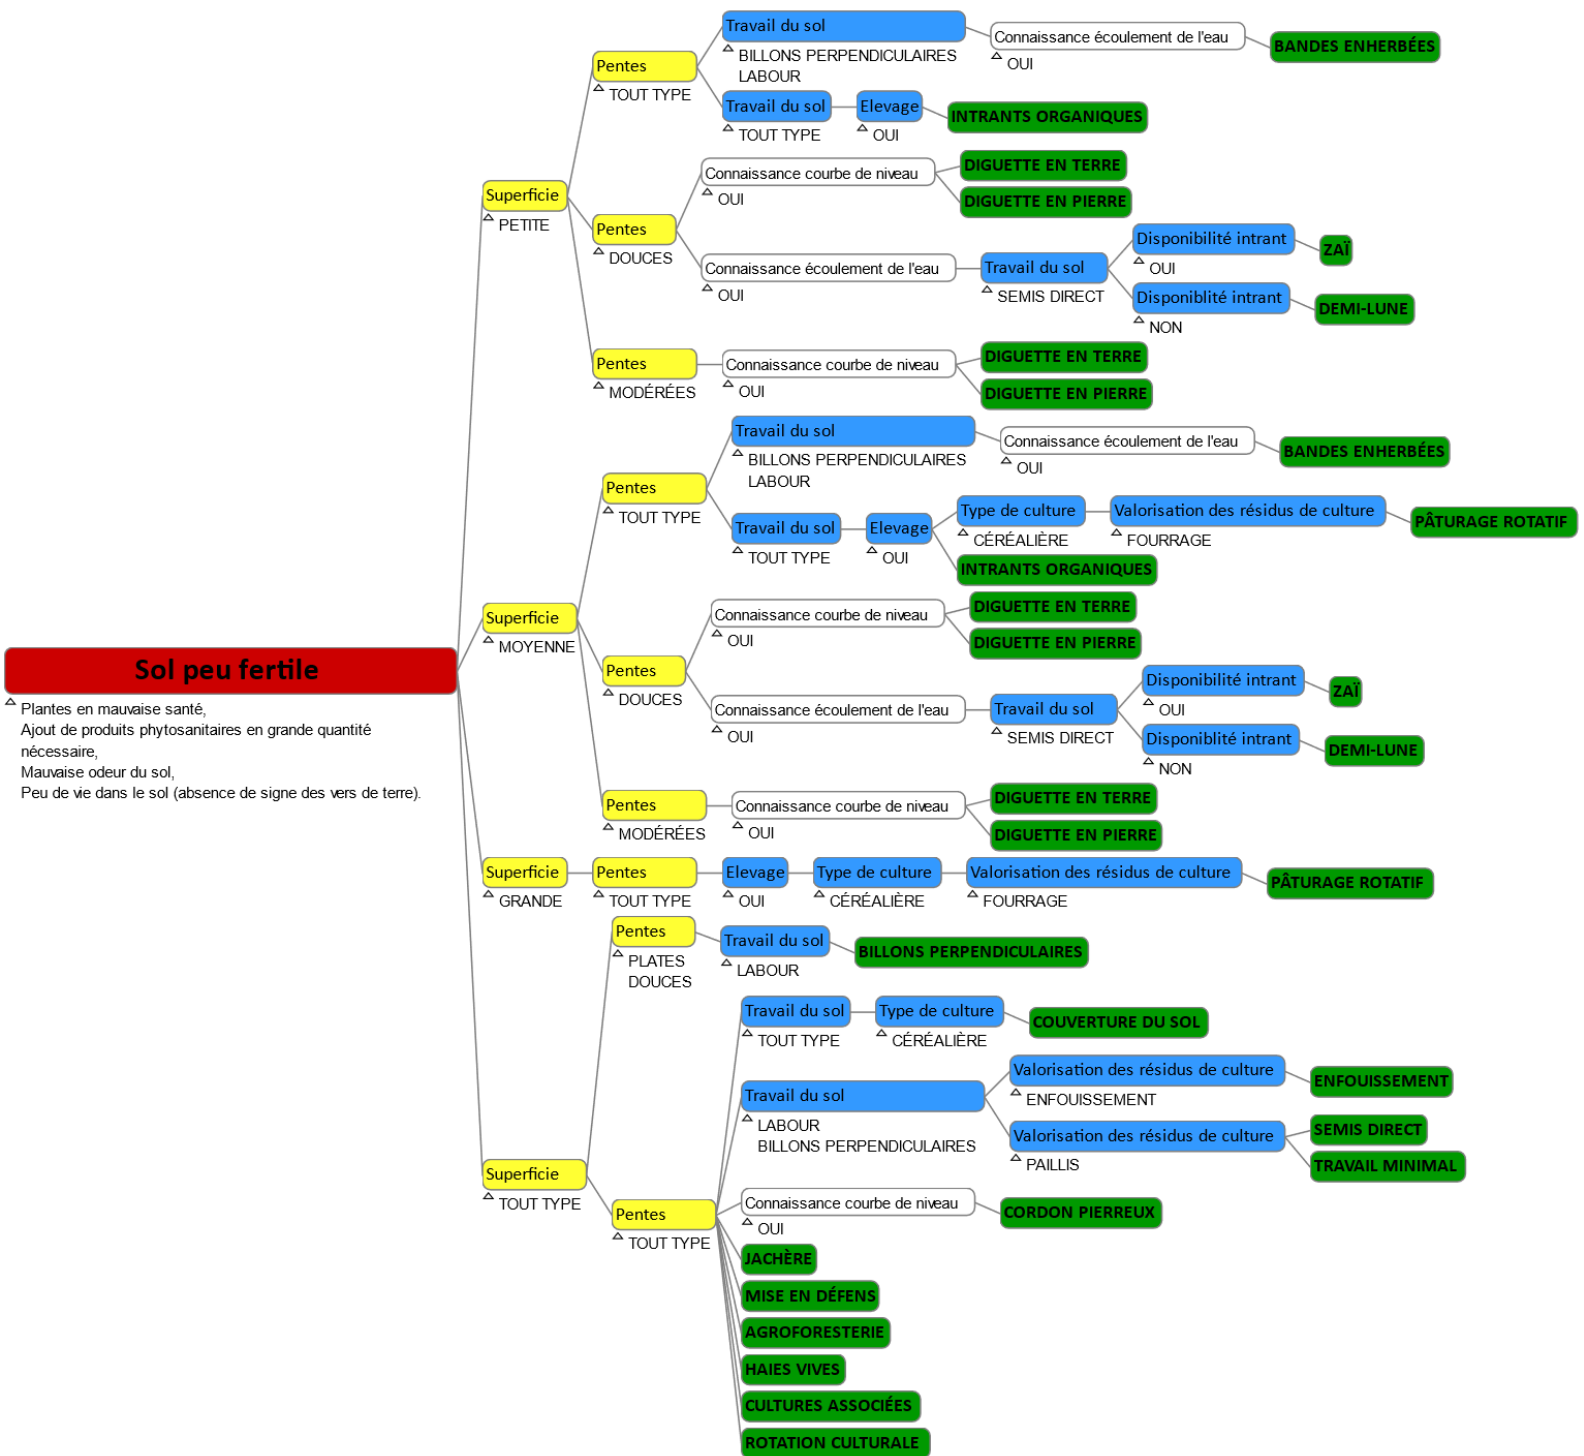 Sol peu fertile
Plantes en mauvaise santé,
Ajout de produits phytosanitaires en grande quantité
nécessaire,
Mauvaise odeur du sol,
Peu de vie dans le sol (absence de signe des vers de terre).
Superficie
PETITE
Pentes
TOUT TYPE
Travail du sol
BILLONS PERPENDICULAIRES
LABOUR
Connaissance écoulement de l'eau
OUI
BANDES ENHERBÉES
Travail du sol
TOUT TYPE
Elevage
OUI
INTRANTS ORGANIQUES
Pentes
DOUCES
Connaissance courbe de niveau
OUI
DIGUETTE EN TERRE
DIGUETTE EN PIERRE
Connaissance écoulement de l'eau
OUI
Travail du sol
SEMIS DIRECT
Disponibilité intrant
OUI
ZAÏ
Disponiblité intrant
NON
DEMI-LUNE
Pentes
MODÉRÉES
Connaissance courbe de niveau
OUI
DIGUETTE EN TERRE
DIGUETTE EN PIERRE
Superficie
MOYENNE
Pentes
TOUT TYPE
Travail du sol
BILLONS PERPENDICULAIRES
LABOUR
Connaissance écoulement de l'eau
OUI
BANDES ENHERBÉES
Travail du sol
TOUT TYPE
Elevage
OUI
Type de culture
CÉRÉALIÈRE
Valorisation des résidus de culture
FOURRAGE
PÂTURAGE ROTATIF
INTRANTS ORGANIQUES
Pentes
DOUCES
Connaissance courbe de niveau
OUI
DIGUETTE EN TERRE
DIGUETTE EN PIERRE
Connaissance écoulement de l'eau
OUI
Travail du sol
SEMIS DIRECT
Disponibilité intrant
OUI
ZAÏ
Disponiblité intrant
NON
DEMI-LUNE
Pentes
MODÉRÉES
Connaissance courbe de niveau
OUI
DIGUETTE EN TERRE
DIGUETTE EN PIERRE
Superficie
GRANDE
Pentes
TOUT TYPE
Elevage
OUI
Type de culture
CÉRÉALIÈRE
Valorisation des résidus de culture
FOURRAGE
PÂTURAGE ROTATIF
Superficie
TOUT TYPE
Pentes
PLATES
DOUCES
Travail du sol
LABOUR
BILLONS PERPENDICULAIRES
Pentes
TOUT TYPE
Travail du sol
TOUT TYPE
Type de culture
CÉRÉALIÈRE
COUVERTURE DU SOL
Travail du sol
LABOUR
BILLONS PERPENDICULAIRES
Valorisation des résidus de culture
ENFOUISSEMENT
ENFOUISSEMENT
Valorisation des résidus de culture
PAILLIS
SEMIS DIRECT
TRAVAIL MINIMAL
Connaissance courbe de niveau
OUI
CORDON PIERREUX
JACHÈRE
MISE EN DÉFENS
AGROFORESTERIE
HAIES VIVES
CULTURES ASSOCIÉES
ROTATION CULTURALE